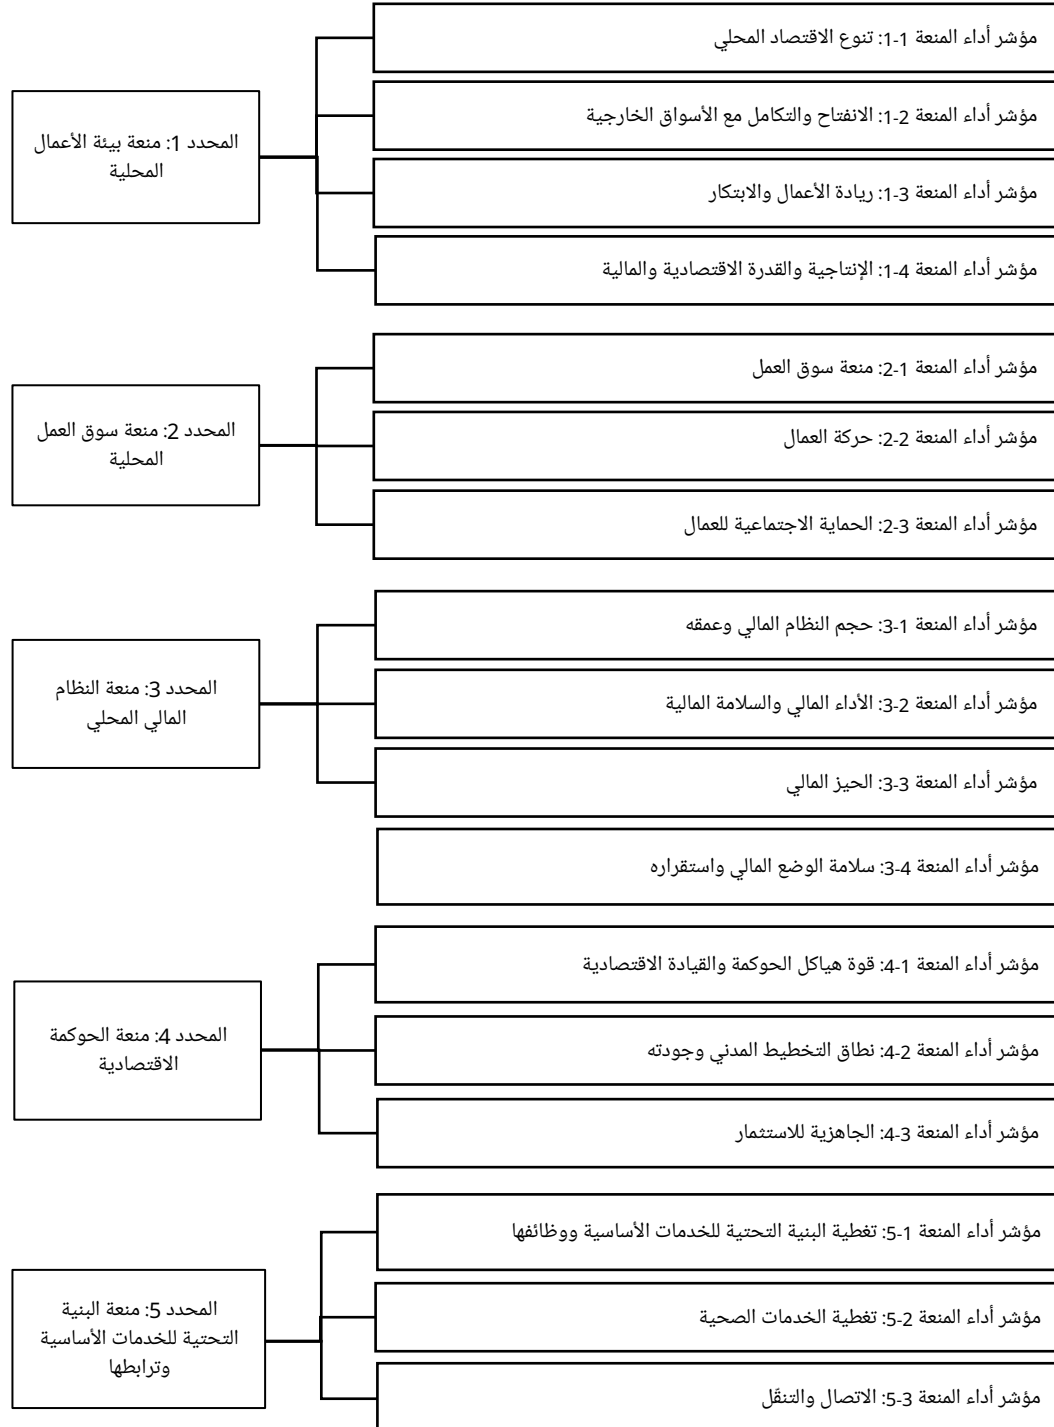 مؤشر أداء المنعة 1-1: تنوع الاقتصاد المحلي
مؤشر أداء المنعة 1-2: الانفتاح والتكامل مع الأسواق الخارجية
المحدد 1: منعة بيئة الأعمال
المحلية
مؤشر أداء المنعة 1-3: ريادة الأعمال والابتكار
مؤشر أداء المنعة 1-4: الإنتاجية والقدرة الاقتصادية والمالية
مؤشر أداء المنعة 2-1: منعة سوق العمل
المحدد 2: منعة سوق العمل
المحلية
مؤشر أداء المنعة 2-2: حركة العمال
مؤشر أداء المنعة 2-3: الحماية الاجتماعية للعمال
مؤشر أداء المنعة 3-1: حجم النظام المالي وعمقه
المحدد 3: منعة النظام
المالي المحلي
مؤشر أداء المنعة 3-2: الأداء المالي والسلامة المالية
مؤشر أداء المنعة 3-3: الحيز المالي
مؤشر أداء المنعة 3-4: سلامة الوضع المالي واستقراره
مؤشر أداء المنعة 4-1: قوة هياكل الحوكمة والقيادة الاقتصادية
المحدد 4: منعة الحوكمة
الاقتصادية
مؤشر أداء المنعة 4-2: نطاق التخطيط المدني وجودته
مؤشر أداء المنعة 4-3: الجاهزية للاستثمار
مؤشر أداء المنعة 5-1: تغطية البنية التحتية للخدمات الأساسية ووظائفها
المحدد 5: منعة البنية
التحتية للخدمات الأساسية
وترابطها
مؤشر أداء المنعة 5-2: تغطية الخدمات الصحية
مؤشر أداء المنعة 5-3: الاتصال والتنقّل